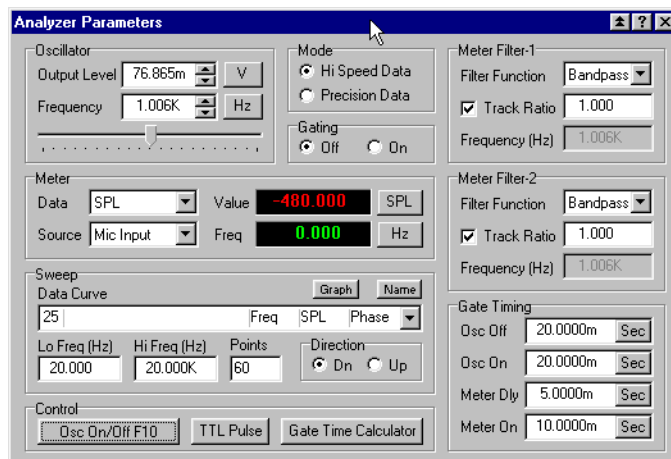 Analyzer Parameters
Oscillator
Output Level 76.865m V
Frequency 1.006K Hz
Mode
Hi Speed Data
Precision Data
Gating
Off On
Meter
Data SPL Value -480.000 SPL
Source Mic Input Freq 0.000 Hz
Sweep
Data Curve Graph Name
25 Freq SPL Phase
Lo Freq (Hz) Hi Freq (Hz) Points
20.000 20.000K 60
Direction
Dn Up
Control
Osc On/Off F10 TTL Pulse Gate Time Calculator
Meter Filter-1
Filter Function Bandpass
Track Ratio 1.000
Frequency (Hz) 1.006K
Meter Filter-2
Filter Function Bandpass
Track Ratio 1.000
Frequency (Hz) 1.006K
Gate Timing
Osc Off 20.0000m Sec
Osc On 20.0000m Sec
Meter Dly 5.0000m Sec
Meter On 10.0000m Sec